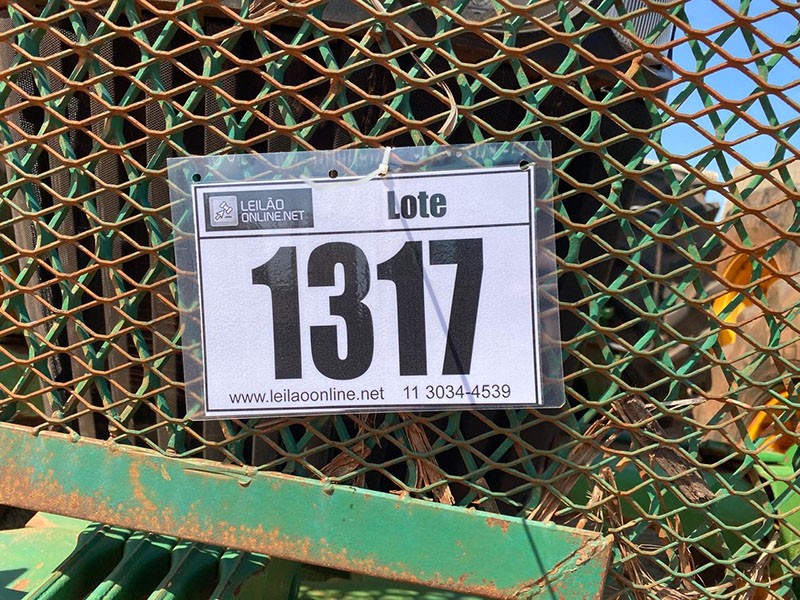 LEILÃO
ONLINE.NET
Lote
1317
www.leilaoonline.net 11 3034-4539